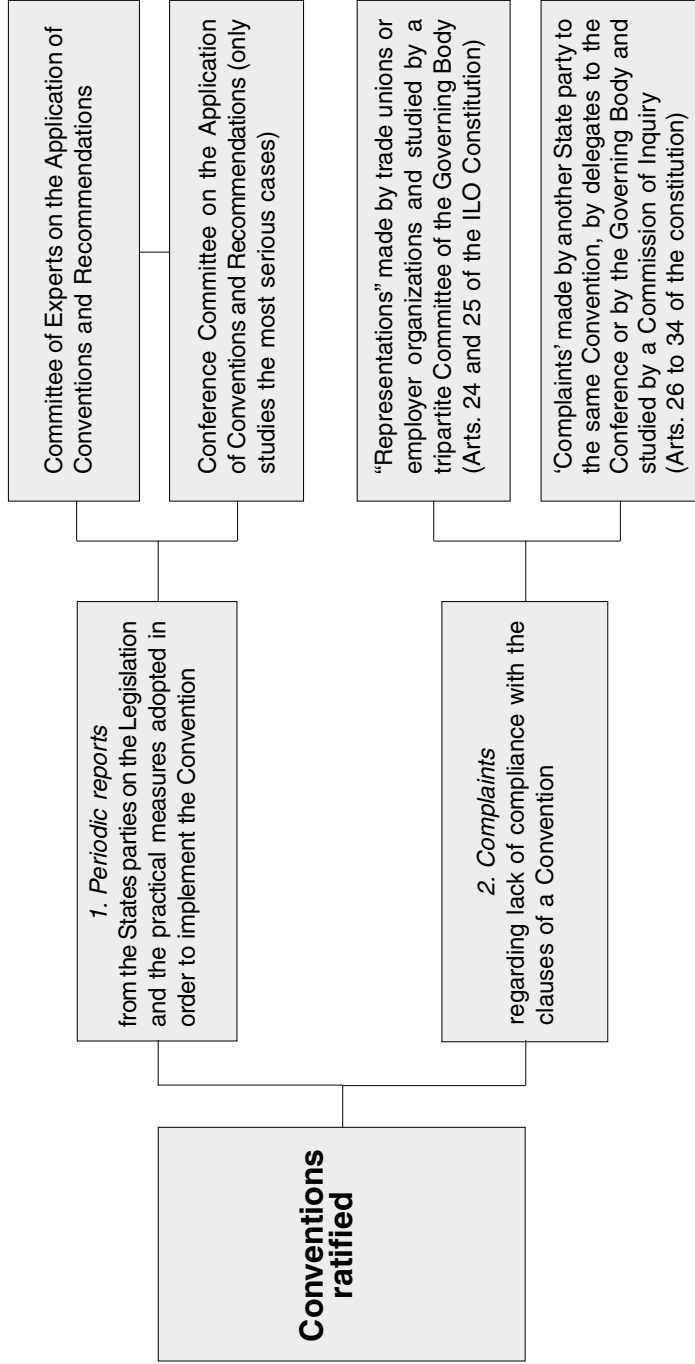 Conventions
ratified
1. Periodic reports
from the States parties on the Legislation
and the practical measures adopted in
order to implement the Convention
Committee of Experts on the Application of
Conventions and Recommendations
Conference Committee on the Application
of Conventions and Recommendations (only
studies the most serious cases)
2. Complaints
regarding lack of compliance with the
clauses of a Convention
“Representations” made by trade unions or
employer organizations and studied by a
tripartite Committee of the Governing Body
(Arts. 24 and 25 of the ILO Constitution)
‘Complaints’ made by another State party to
the same Convention, by delegates to the
Conference or by the Governing Body and
studied by a Commission of Inquiry
(Arts. 26 to 34 of the constitution)